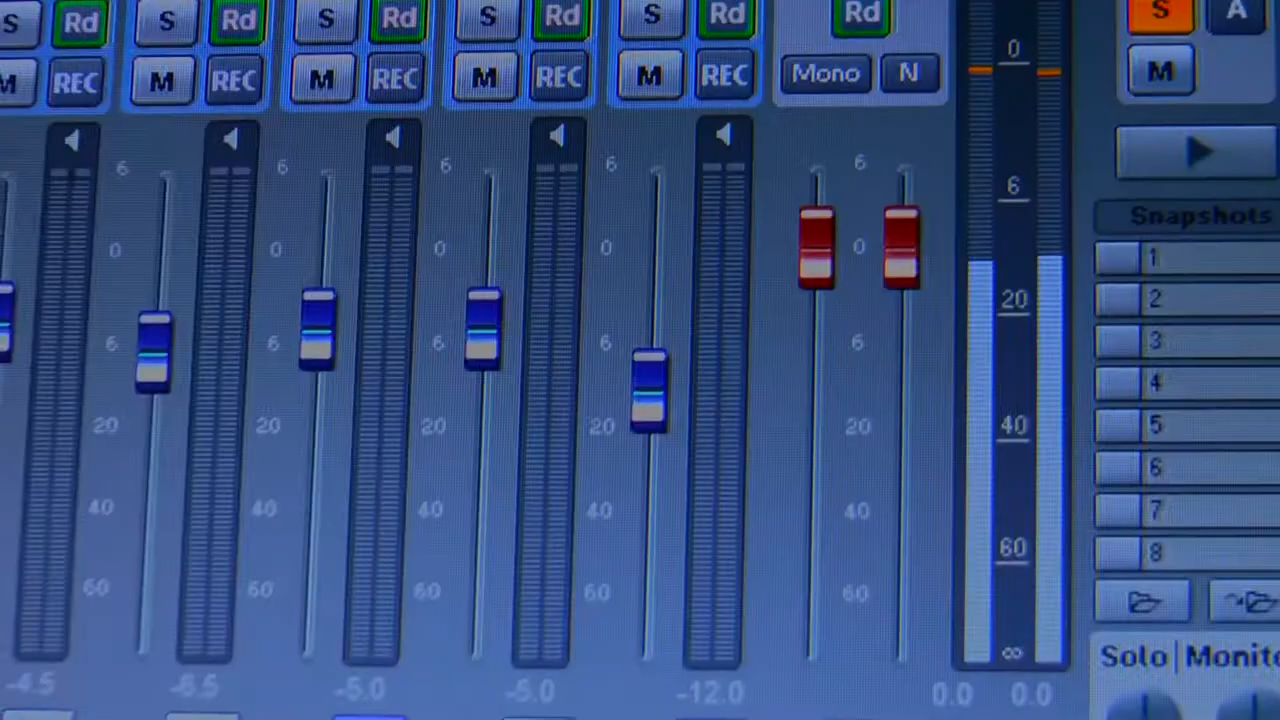 S Rd S Rd S Rd S Rd S Rd Rd S A
M REC M REC M REC M REC M REC Mono N 0 M
6 6 6 6 6 6
0 0 0 0 0 Snapshots
1
20 2
6 6 6 6 6 3
4
20 20 20 20 20 40 5
6
40 40 40 40 40 7
60 8
60 60 60 60 60
∞ Solo Monito
-4.5 -6.5 -5.0 -5.0 -12.0 0.0 0.0